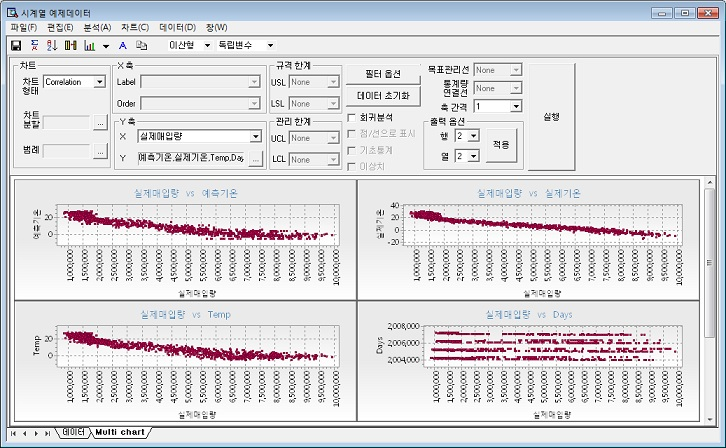 시계열 예제데이터
파일(F) 편집(E) 분석(A) 차트(C) 데이터(D) 창(W)
A 이산형 독립변수
차트
차트 형태 Correlation
차트 분할 ...
범례 ...
X 축
Label
Order
Y 축
X 실제매입량
Y 예측기온,실제기온,Temp,Day ...
규격 한계
USL None
LSL None
관리 한계
UCL None
LCL None
필터 옵션
데이터 초기화
회귀분석
점/선으로 표시
기초통계
이상치
목표관리선 None
통계량 연결선 None
축 간격 1
출력 옵션
행 2
열 2
적용
실행
실제매입량 vs 예측기온
예측기온
20
0
1,000,000 1,500,000 2,000,000 2,500,000 3,000,000 3,500,000 4,000,000 4,500,000 5,000,000 5,500,000 6,000,000 6,500,000 7,000,000 7,500,000 8,000,000 8,500,000 9,000,000 9,500,000 10,000,000
실제매입량
실제매입량 vs 실제기온
실제기온
40
20
0
-20
1,000,000 1,500,000 2,000,000 2,500,000 3,000,000 3,500,000 4,000,000 4,500,000 5,000,000 5,500,000 6,000,000 6,500,000 7,000,000 7,500,000 8,000,000 8,500,000 9,000,000 9,500,000 10,000,000
실제매입량
실제매입량 vs Temp
Temp
20
0
1,000,000 1,500,000 2,000,000 2,500,000 3,000,000 3,500,000 4,000,000 4,500,000 5,000,000 5,500,000 6,000,000 6,500,000 7,000,000 7,500,000 8,000,000 8,500,000 9,000,000 9,500,000 10,000,000
실제매입량
실제매입량 vs Days
Days
2,008,000
2,006,000
2,004,000
1,000,000 1,500,000 2,000,000 2,500,000 3,000,000 3,500,000 4,000,000 4,500,000 5,000,000 5,500,000 6,000,000 6,500,000 7,000,000 7,500,000 8,000,000 8,500,000 9,000,000 9,500,000 10,000,000
실제매입량
데이터 Multi chart